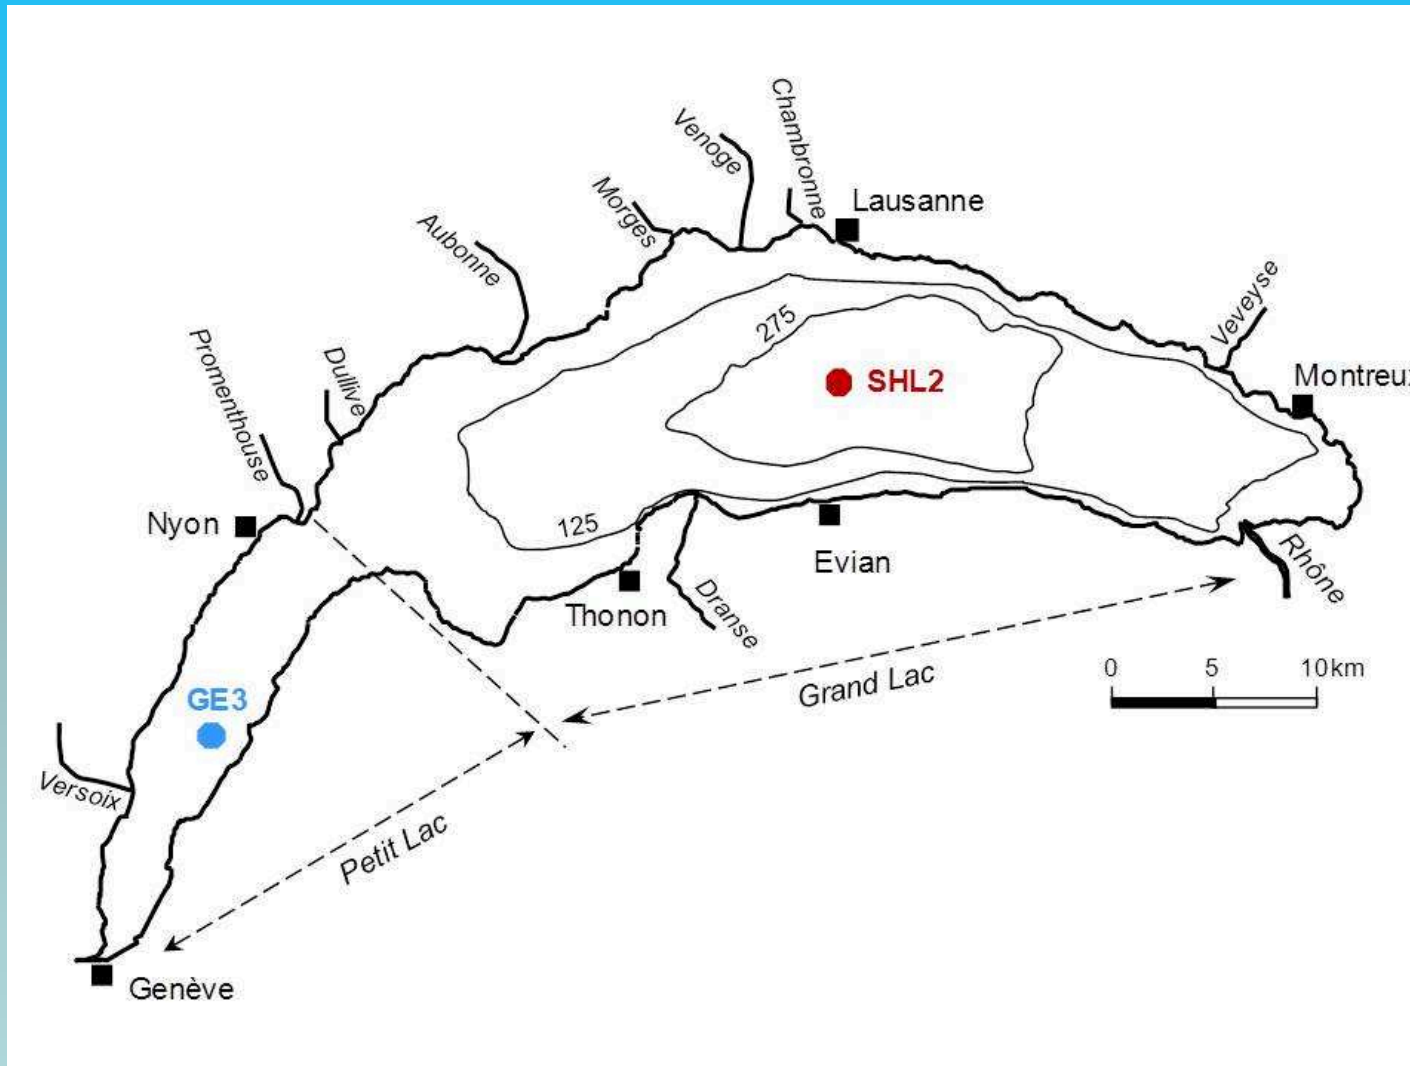 Chambronne
Venoge
Morges
Lausanne
Aubonne
Veveyse
275
Promenthouse
Dullive
SHL2
Montreux
Nyon
125
Evian
Rhône
Thonon
Dranse
0 5 10km
Grand Lac
GE3
Versoix
Petit Lac
Genève